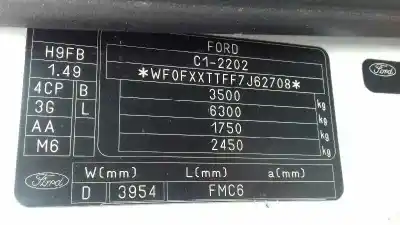 FORD
C1-2202
*WF0FXXTTFF7J62708*
3500 kg
6300 kg
1750 kg
2450 kg
H9FB
1.49
4CP B
3G L
AA
M6
Ford
W(mm) L(mm) a(mm)
D 3954 FMC6
Ford